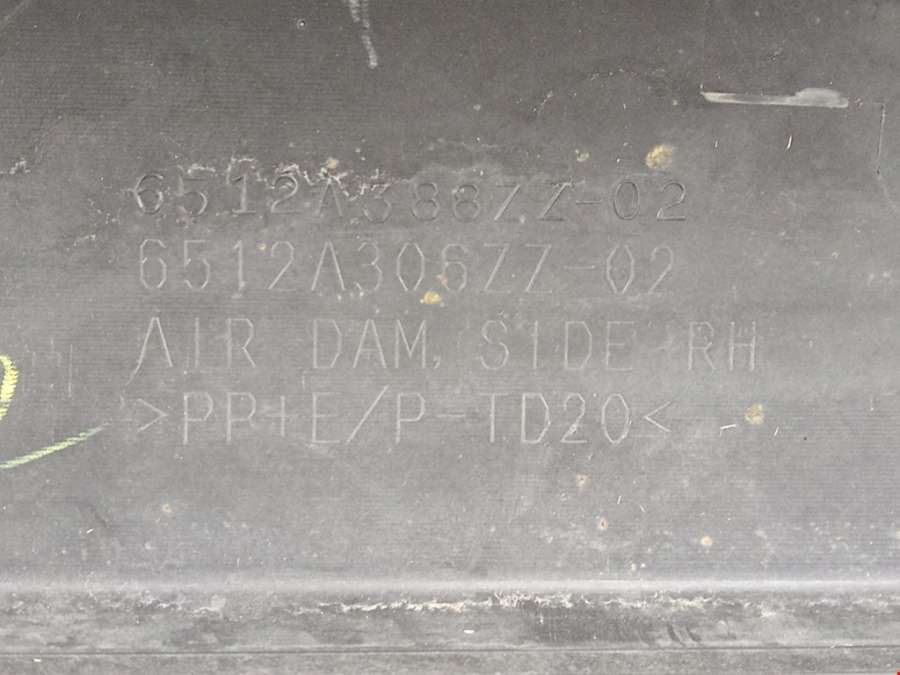 6512A388ZZ-02
6512A306ZZ-02
AIR DAM, SIDE RH
>PP+E/P-TD20<